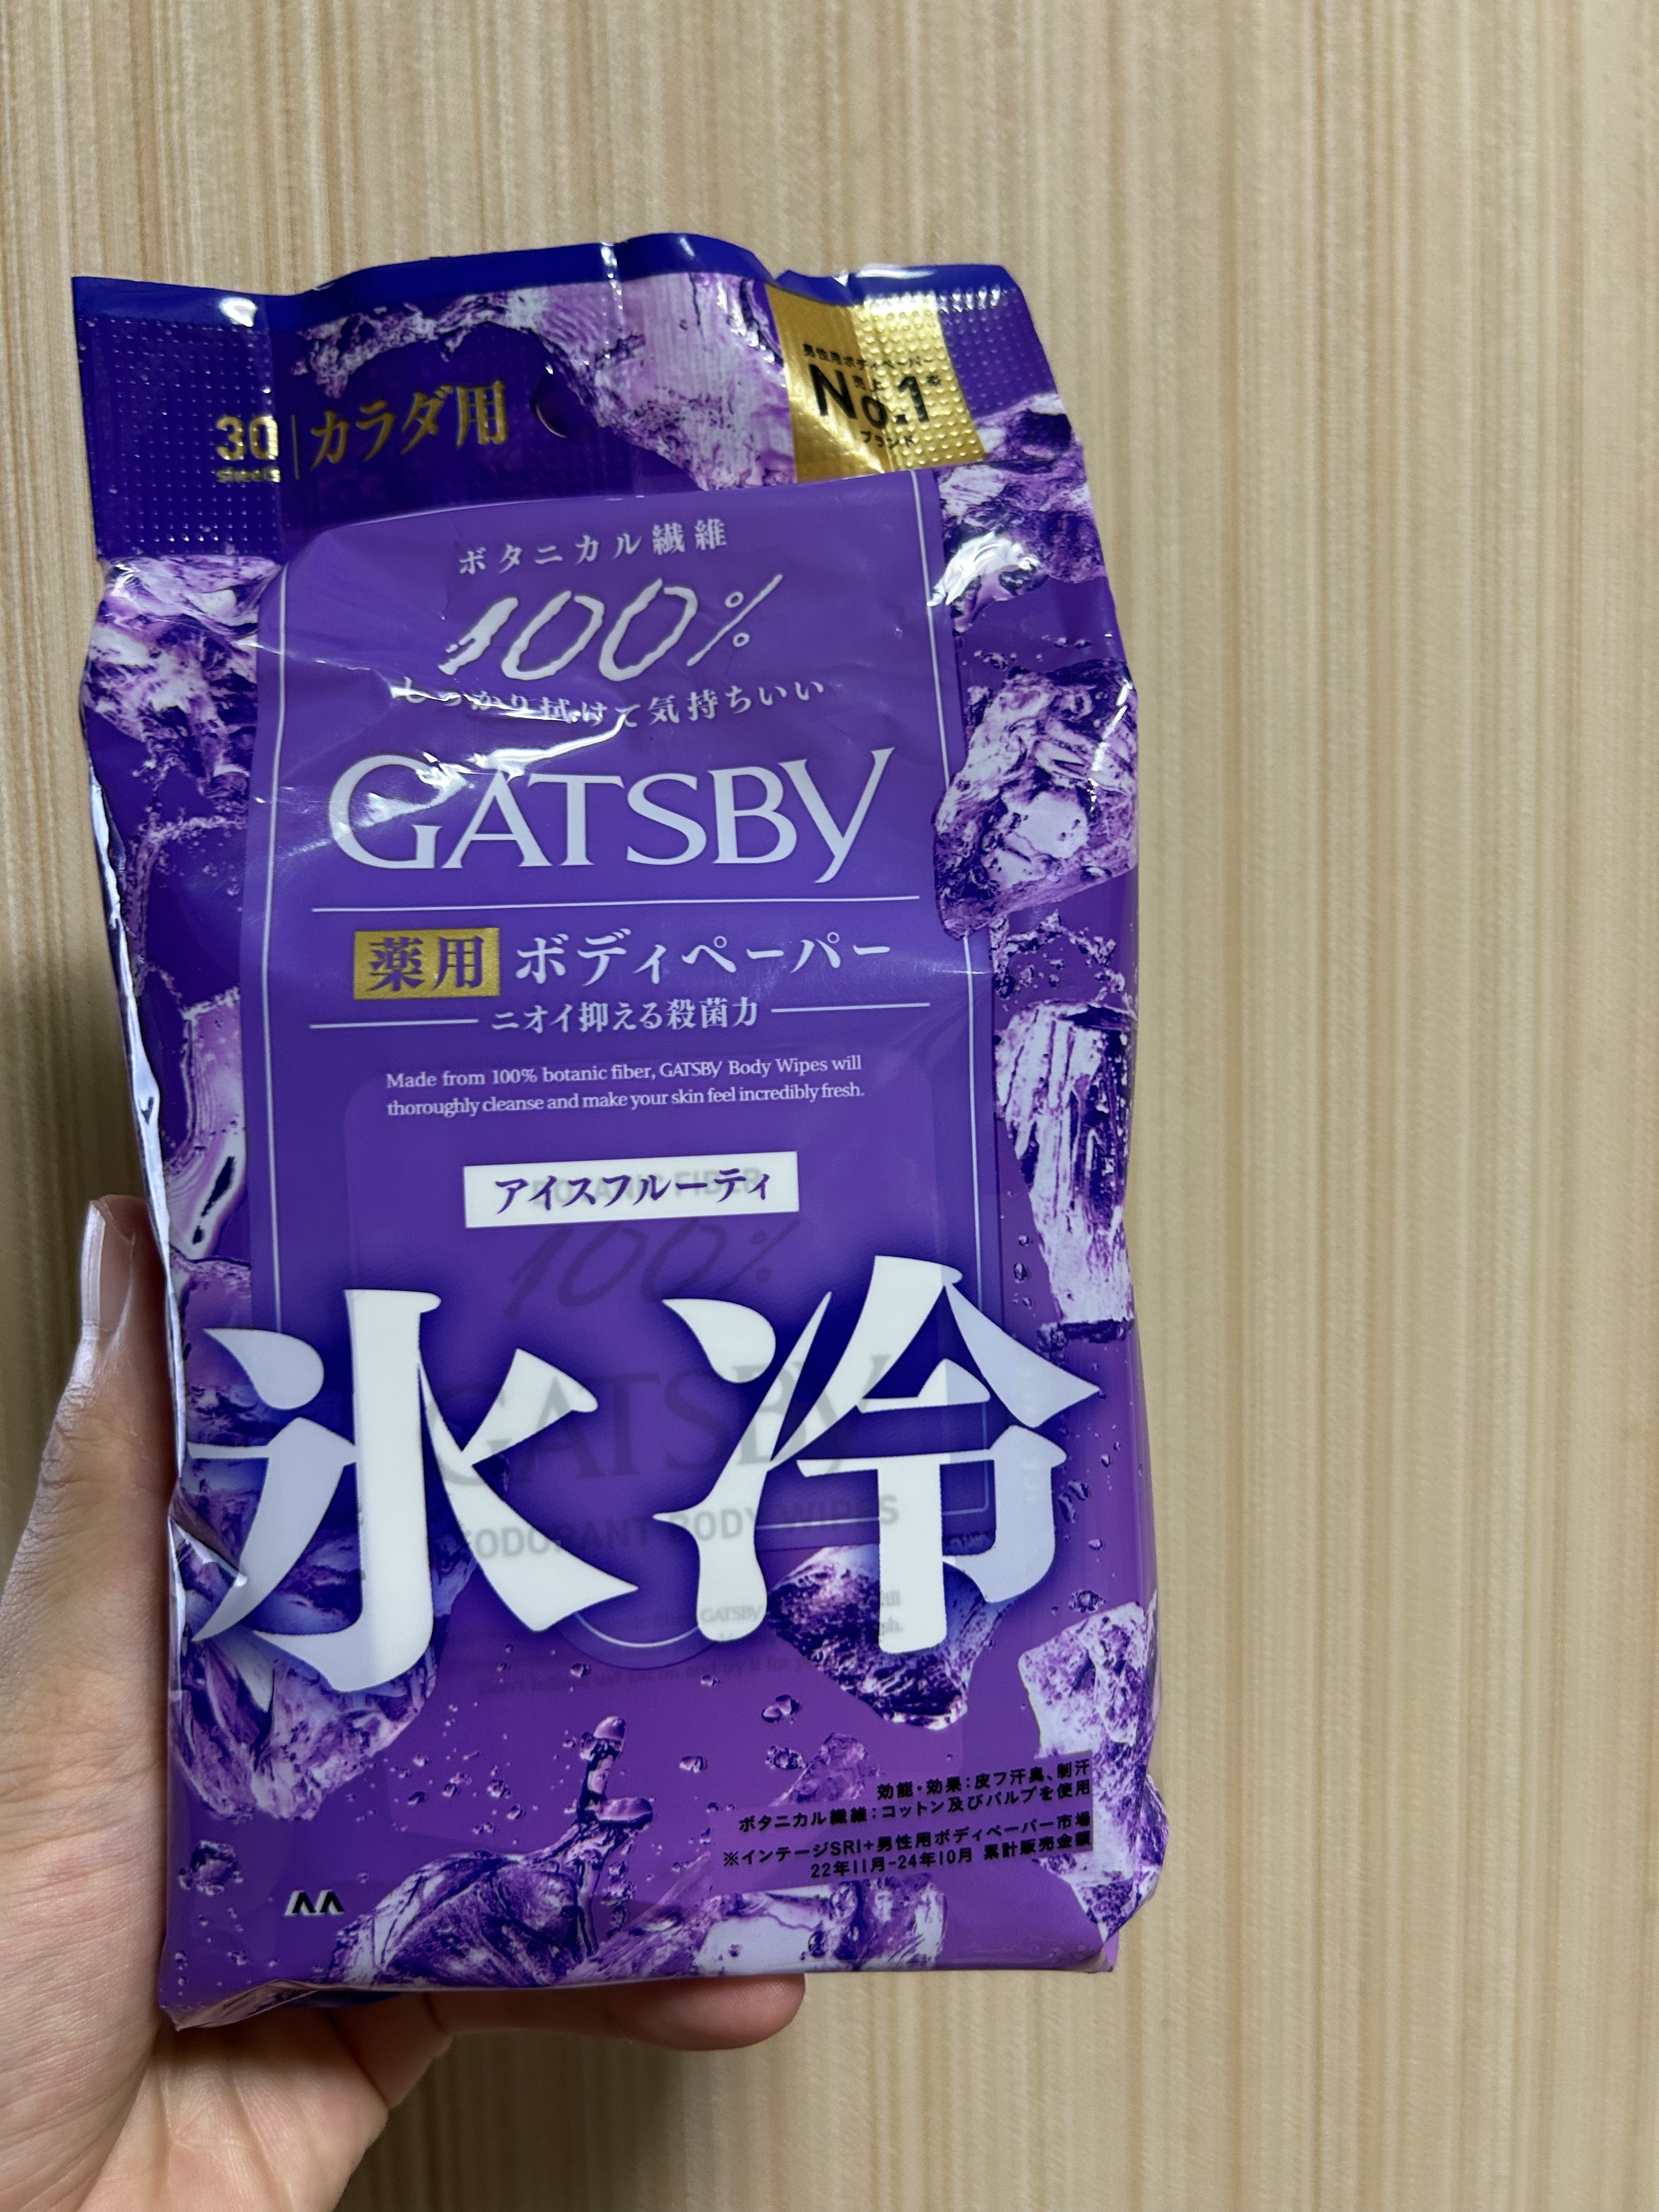 30 sheets | カラダ用
男性用ボディペーパー
売上
No.1※
ブランド
ボタニカル繊維
100%
しっかり拭けて気持ちいい
GATSBY
薬用 ボディペーパー
ニオイ抑える殺菌力
Made from 100% botanic fiber, GATSBY Body Wipes will
thoroughly cleanse and make your skin feel incredibly fresh.
アイスフルーティ
100%
氷冷
GATSBY
DEODORANT BODY WIPES
効能・効果：皮フ汗臭、制汗
ボタニカル繊維：コットン及びパルプを使用
※インテージSRI+男性用ボディペーパー市場
22年11月-24年10月 累計販売金額